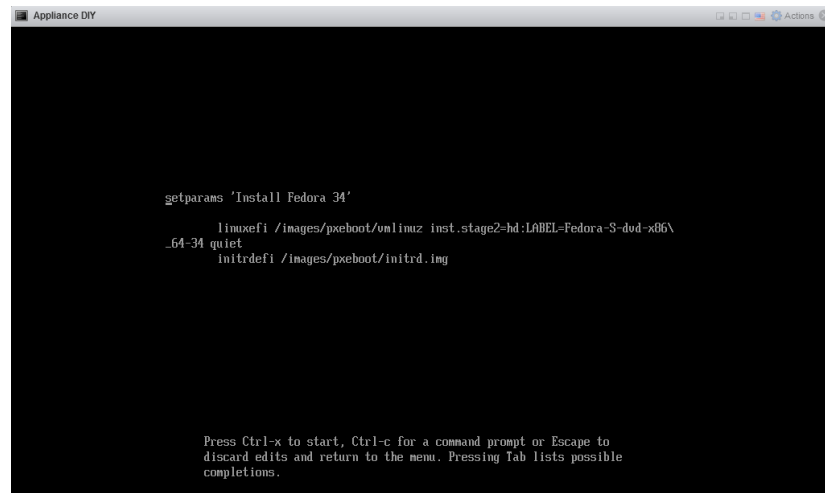 Appliance DIY
Actions
setparams 'Install Fedora 34'
linuxefi /images/pxeboot/vmlinuz inst.stage2=hd:LABEL=Fedora-S-dvd-x86\
_64-34 quiet
initrdefi /images/pxeboot/initrd.img
Press Ctrl-x to start, Ctrl-c for a command prompt or Escape to
discard edits and return to the menu. Pressing Tab lists possible
completions.